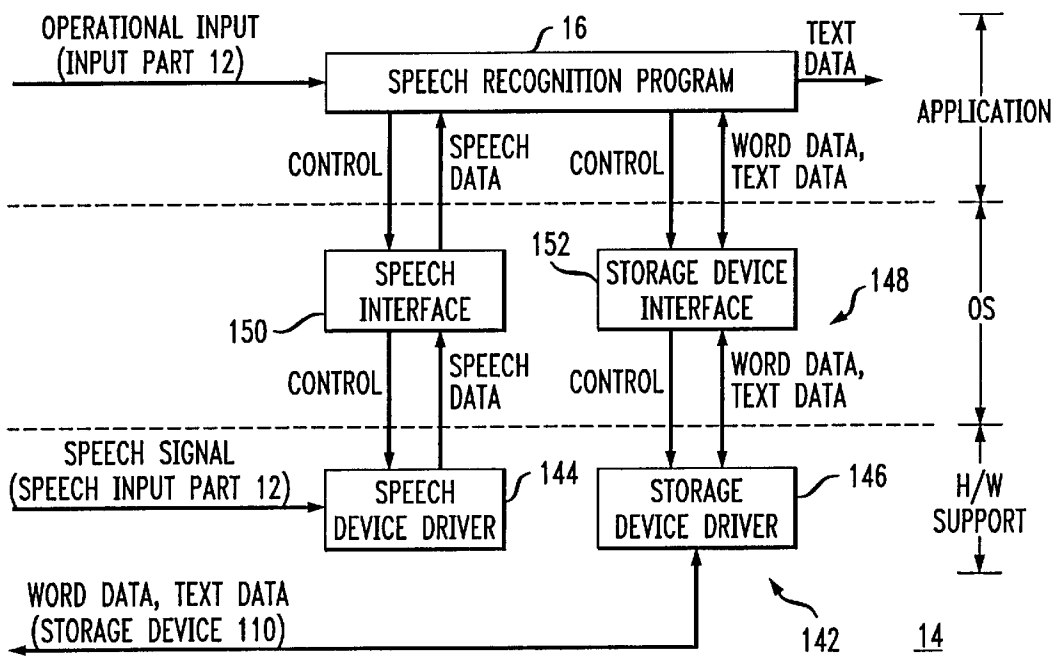 OPERATIONAL INPUT
(INPUT PART 12)
16
TEXT
DATA
SPEECH RECOGNITION PROGRAM
APPLICATION
CONTROL
SPEECH
DATA
CONTROL
WORD DATA,
TEXT DATA
SPEECH
INTERFACE
150
152
STORAGE DEVICE
INTERFACE
148
OS
CONTROL
SPEECH
DATA
CONTROL
WORD DATA,
TEXT DATA
SPEECH SIGNAL
(SPEECH INPUT PART 12)
SPEECH
DEVICE DRIVER
144
STORAGE
DEVICE DRIVER
146
H/W
SUPPORT
WORD DATA, TEXT DATA
(STORAGE DEVICE 110)
142
14